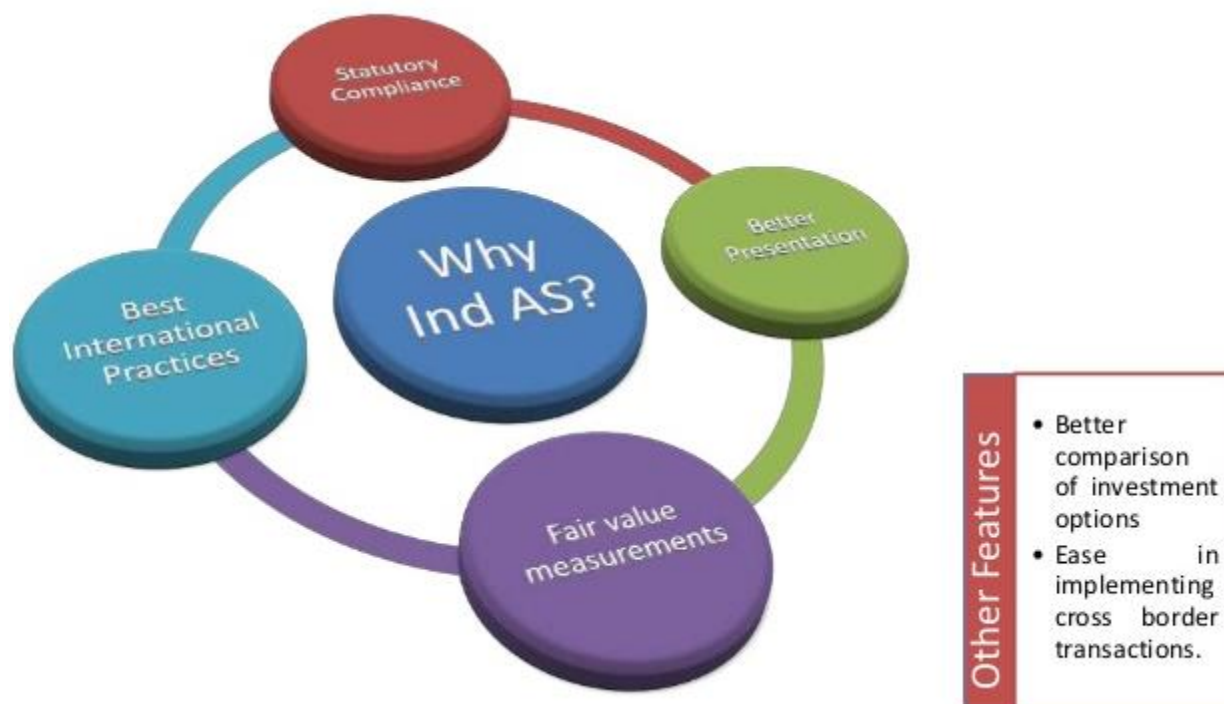 Statutory
Compliance
Better
Presentation
Why
Ind AS?
Best
International
Practices
Fair value
measurements
Other Features
• Better
comparison
of investment
options
• Ease in
implementing
cross border
transactions.